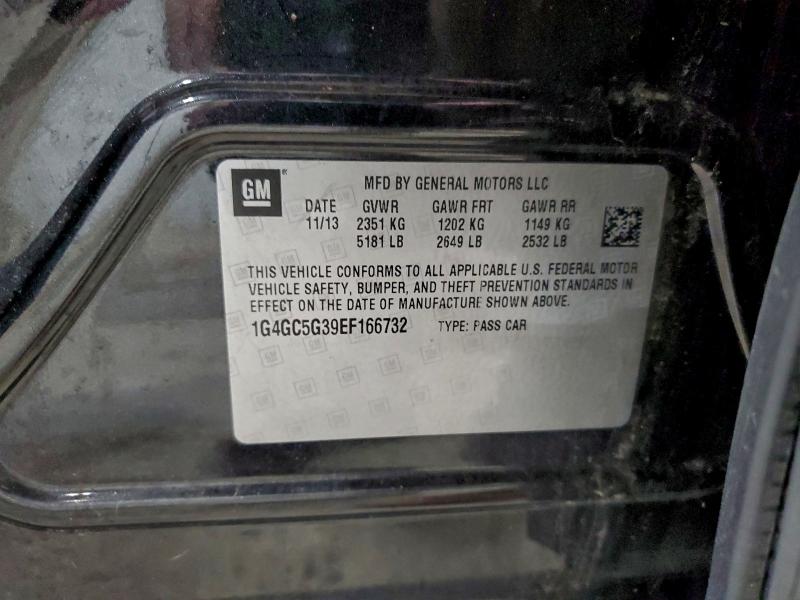 GM
MFD BY GENERAL MOTORS LLC
DATE GVWR GAWR FRT GAWR RR
11/13 2351 KG 1202 KG 1149 KG
5181 LB 2649 LB 2532 LB
THIS VEHICLE CONFORMS TO ALL APPLICABLE U.S. FEDERAL MOTOR
VEHICLE SAFETY, BUMPER, AND THEFT PREVENTION STANDARDS IN
EFFECT ON THE DATE OF MANUFACTURE SHOWN ABOVE.
1G4GC5G39EF166732 TYPE: PASS CAR